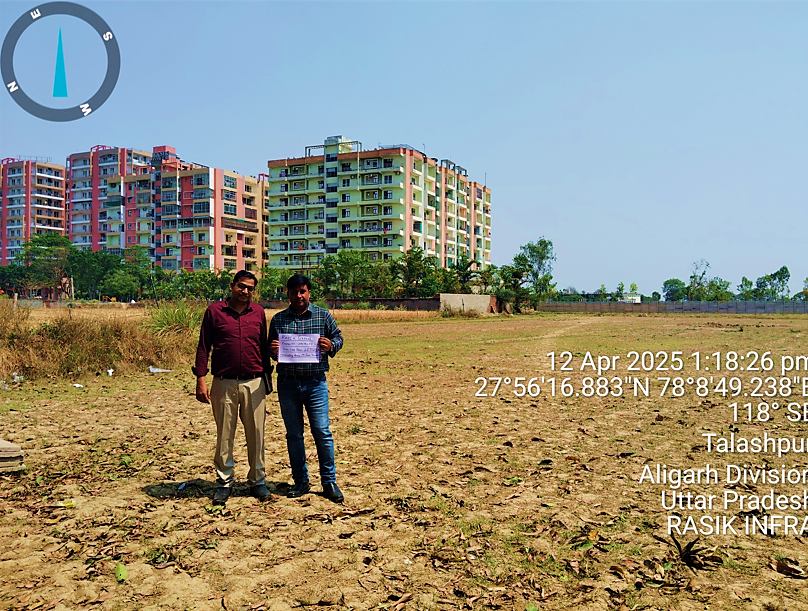 E
S
N
W
12 Apr 2025 1:18:26 pm
27°56'16.883"N 78°8'49.238"E
118° SE
Talashpur
Aligarh Division
Uttar Pradesh
RASIK INFRA